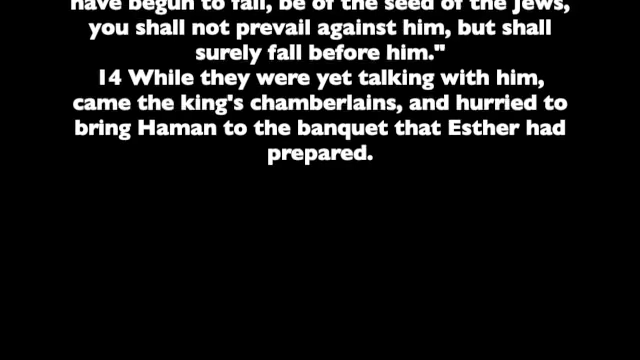 have begun to fall, be of the seed of the Jews,
you shall not prevail against him, but shall
surely fall before him."
14 While they were yet talking with him,
came the king's chamberlains, and hurried to
bring Haman to the banquet that Esther had
prepared.